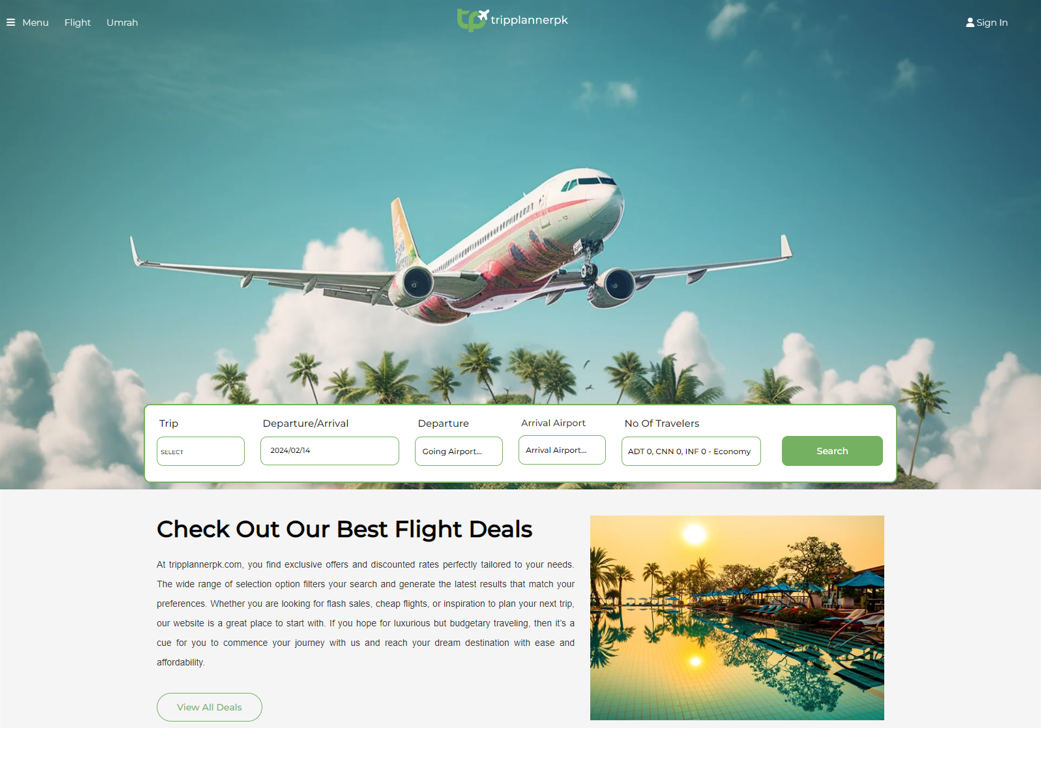 Menu Flight Umrah
tp tripplannerpk
Sign In
Trip Departure/Arrival Departure Arrival Airport No Of Travelers
SELECT 2024/02/14 Going Airport... Arrival Airport... ADT 0, CNN 0, INF 0 - Economy Search
Check Out Our Best Flight Deals
At tripplannerpk.com, you find exclusive offers and discounted rates perfectly tailored to your needs.
The wide range of selection option filters your search and generate the latest results that match your
preferences. Whether you are looking for flash sales, cheap flights, or inspiration to plan your next trip,
our website is a great place to start with. If you hope for luxurious but budgetary traveling, then it's a
cue for you to commence your journey with us and reach your dream destination with ease and
affordability.
View All Deals